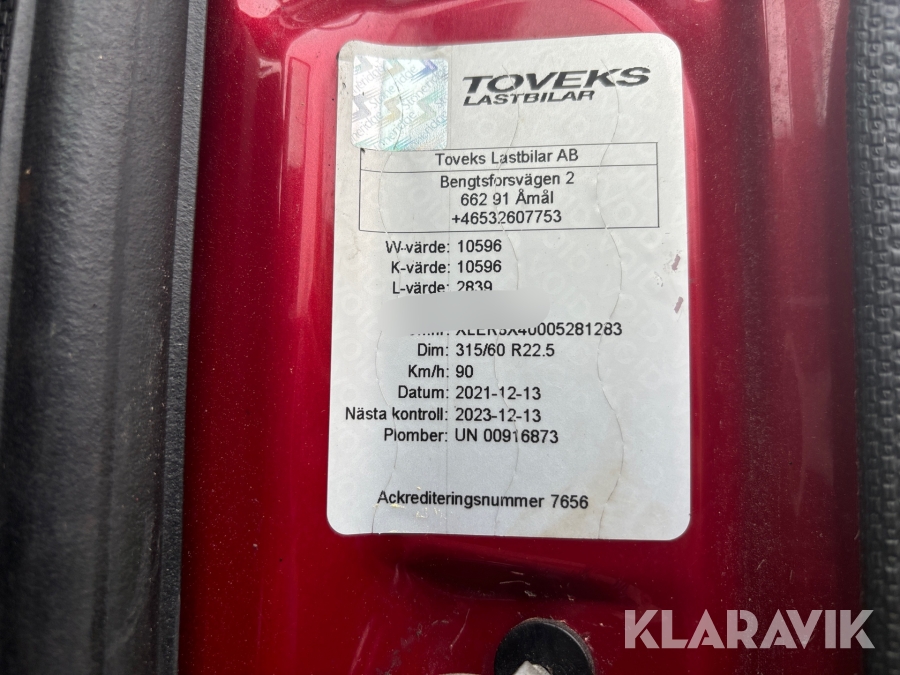 TOVEKS
LASTBILAR
Toveks Lastbilar AB
Bengtsforsvägen 2
662 91 Åmål
+46532607753
W-värde: 10596
K-värde: 10596
L-värde: 2839
Dim: 315/60 R22.5
Km/h: 90
Datum: 2021-12-13
Nästa kontroll: 2023-12-13
Plomber: UN 00916873
Ackrediteringsnummer 7656
KLARAVIK